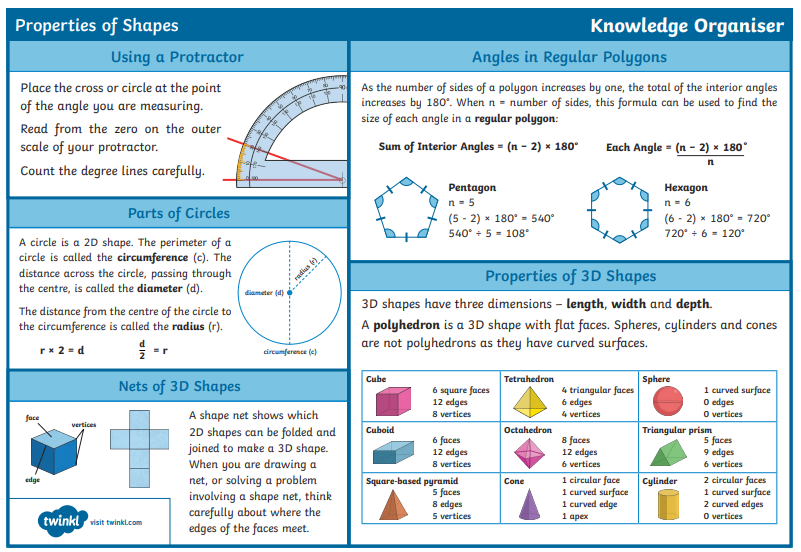 Properties of Shapes
Knowledge Organiser
Using a Protractor
Place the cross or circle at the point
of the angle you are measuring.
Read from the zero on the outer
scale of your protractor.
Count the degree lines carefully.
Parts of Circles
A circle is a 2D shape. The perimeter of a
circle is called the circumference (c). The
distance across the circle, passing through
the centre, is called the diameter (d).
The distance from the centre of the circle to
the circumference is called the radius (r).
r × 2 = d
d
2
= r
radius (r)
diameter (d)
circumference (c)
Nets of 3D Shapes
face
vertices
edge
A shape net shows which
2D shapes can be folded and
joined to make a 3D shape.
When you are drawing a
net, or solving a problem
involving a shape net, think
carefully about where the
edges of the faces meet.
twinkl
visit twinkl.com
Angles in Regular Polygons
As the number of sides of a polygon increases by one, the total of the interior angles
increases by 180°. When n = number of sides, this formula can be used to find the
size of each angle in a regular polygon:
Sum of Interior Angles = (n − 2) × 180°
Each Angle = (n − 2) × 180°
n
Pentagon
n = 5
(5 - 2) × 180° = 540°
540° ÷ 5 = 108°
Hexagon
n = 6
(6 - 2) × 180° = 720°
720° ÷ 6 = 120°
Properties of 3D Shapes
3D shapes have three dimensions – length, width and depth.
A polyhedron is a 3D shape with flat faces. Spheres, cylinders and cones
are not polyhedrons as they have curved surfaces.
Cube
6 square faces
12 edges
8 vertices
Tetrahedron
4 triangular faces
6 edges
4 vertices
Sphere
1 curved surface
0 edges
0 vertices
Cuboid
6 faces
12 edges
8 vertices
Octahedron
8 faces
12 edges
6 vertices
Triangular prism
5 faces
9 edges
6 vertices
Square-based pyramid
5 faces
8 edges
5 vertices
Cone
1 circular face
1 curved surface
1 curved edge
1 apex
Cylinder
2 circular faces
1 curved surface
2 curved edges
0 vertices